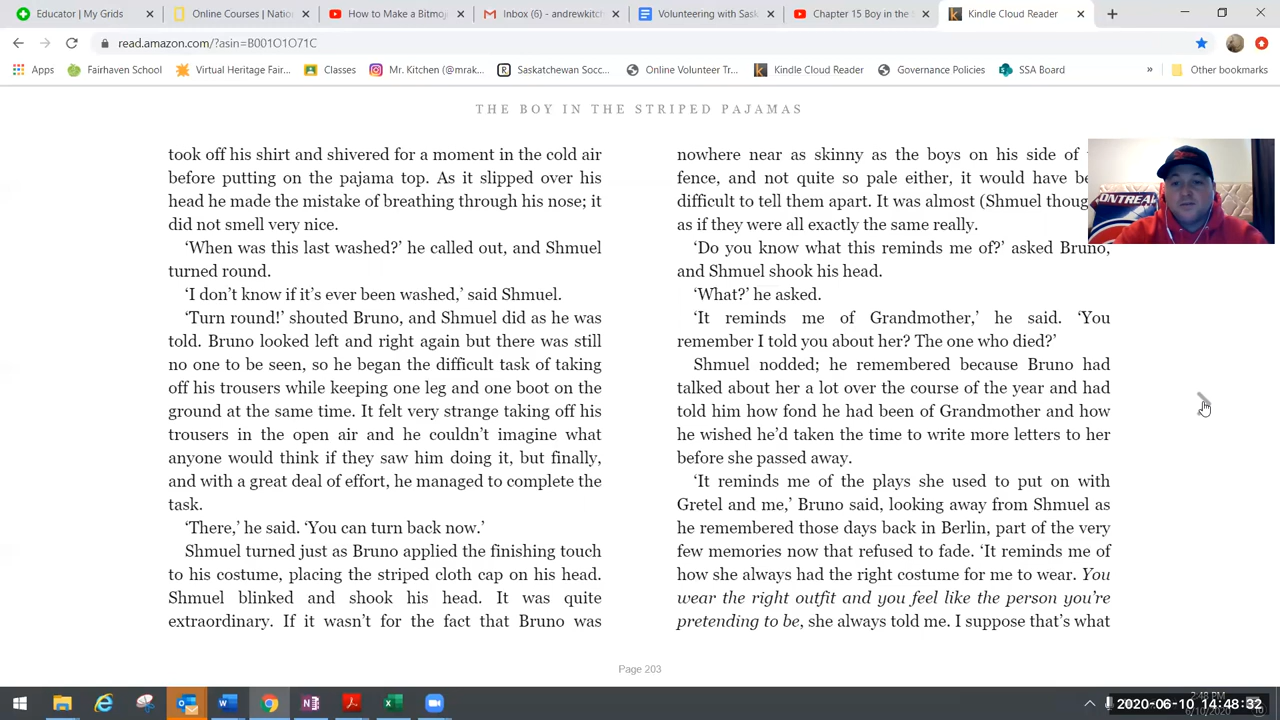 Educator | My Grids
Online Courses | Natio
How to Make a Bitmoji
Inbox (6) - andrewkitch
Volunteering with Sask
Chapter 15 Boy in the
Kindle Cloud Reader
read.amazon.com/?asin=B001O1O71C
Apps
Fairhaven School
Virtual Heritage Fair...
Classes
Mr. Kitchen (@mrak...
Saskatchewan Socc...
Online Volunteer Tr...
Kindle Cloud Reader
Governance Policies
SSA Board
»
Other bookmarks
THE BOY IN THE STRIPED PAJAMAS
took off his shirt and shivered for a moment in the cold air
before putting on the pajama top. As it slipped over his
head he made the mistake of breathing through his nose; it
did not smell very nice.
‘When was this last washed?’ he called out, and Shmuel
turned round.
‘I don’t know if it’s ever been washed,’ said Shmuel.
‘Turn round!’ shouted Bruno, and Shmuel did as he was
told. Bruno looked left and right again but there was still
no one to be seen, so he began the difficult task of taking
off his trousers while keeping one leg and one boot on the
ground at the same time. It felt very strange taking off his
trousers in the open air and he couldn’t imagine what
anyone would think if they saw him doing it, but finally,
and with a great deal of effort, he managed to complete the
task.
‘There,’ he said. ‘You can turn back now.’
Shmuel turned just as Bruno applied the finishing touch
to his costume, placing the striped cloth cap on his head.
Shmuel blinked and shook his head. It was quite
extraordinary. If it wasn’t for the fact that Bruno was
nowhere near as skinny as the boys on his side of
fence, and not quite so pale either, it would have be
difficult to tell them apart. It was almost (Shmuel thoug
as if they were all exactly the same really.
‘Do you know what this reminds me of?’ asked Bruno,
and Shmuel shook his head.
‘What?’ he asked.
‘It reminds me of Grandmother,’ he said. ‘You
remember I told you about her? The one who died?’
Shmuel nodded; he remembered because Bruno had
talked about her a lot over the course of the year and had
told him how fond he had been of Grandmother and how
he wished he’d taken the time to write more letters to her
before she passed away.
‘It reminds me of the plays she used to put on with
Gretel and me,’ Bruno said, looking away from Shmuel as
he remembered those days back in Berlin, part of the very
few memories now that refused to fade. ‘It reminds me of
how she always had the right costume for me to wear. You
wear the right outfit and you feel like the person you’re
pretending to be, she always told me. I suppose that’s what
Page 203
2:48 PM
2020-06-10 14:48:32